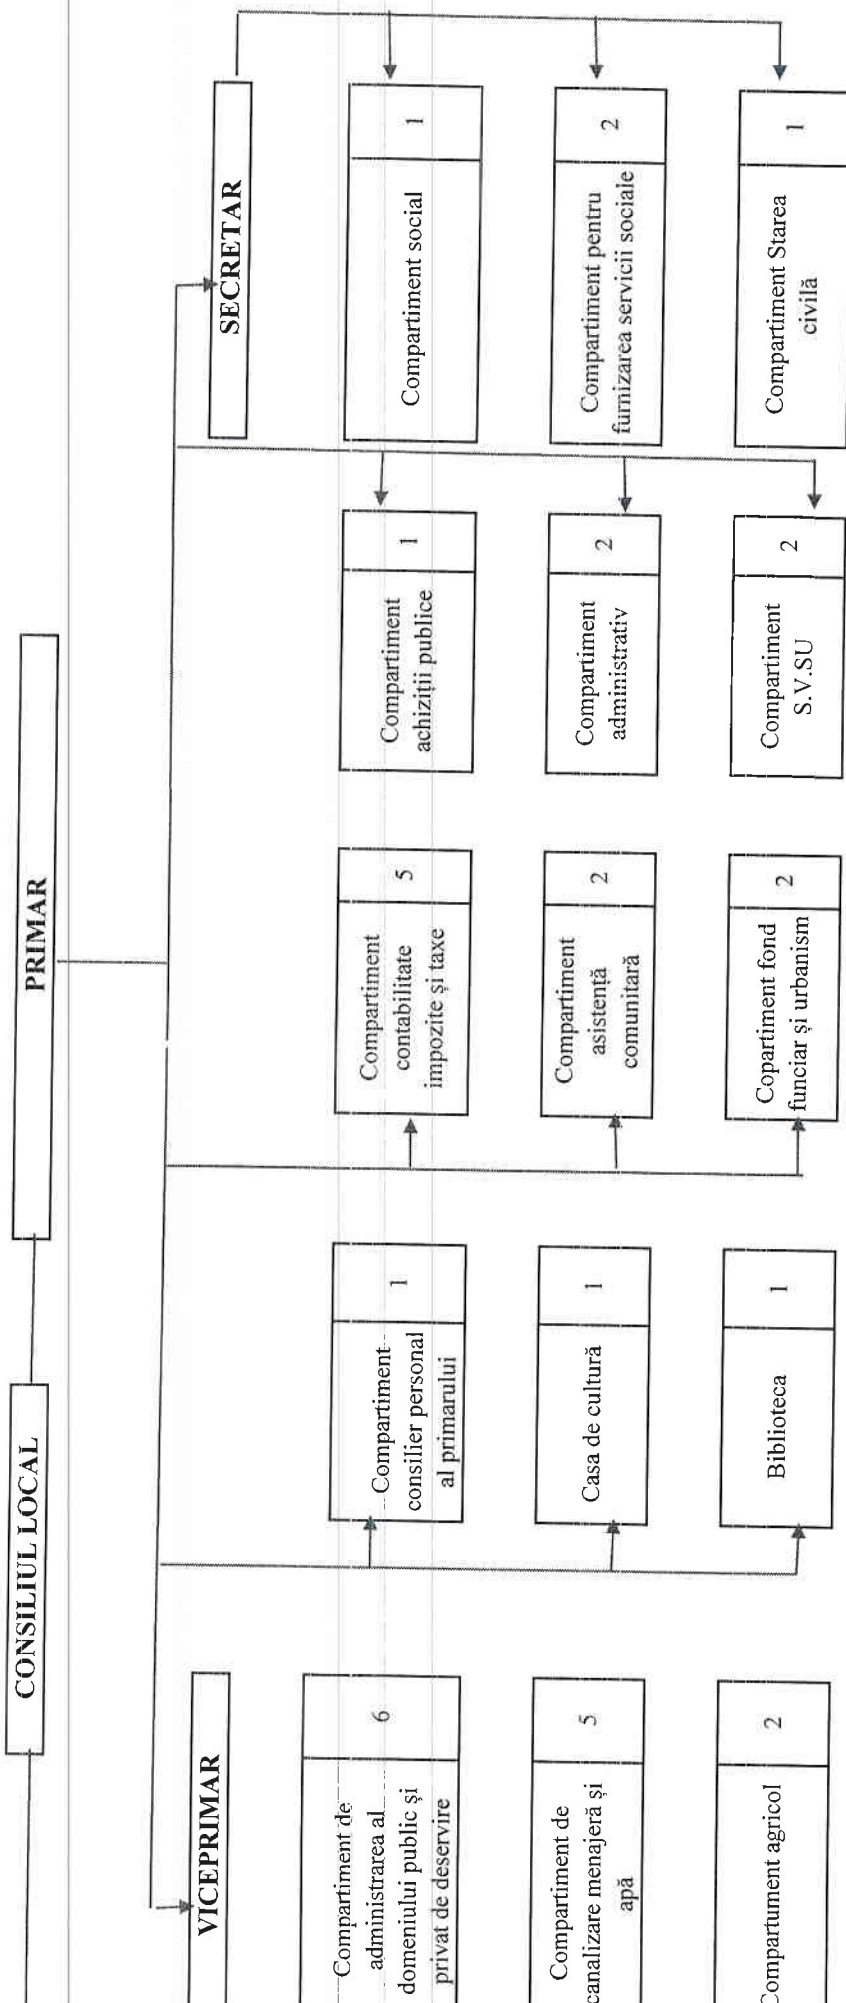 CONSILIUL LOCAL
PRIMAR
VICEPRIMAR
SECRETAR
Compartiment de
administrarea al
domeniului public și
privat de deservire
6
Compartiment
consilier personal
al primarului
1
Compartiment
contabilitate
impozite și taxe
5
Compartiment
achiziții publice
1
Compartiment social
1
Compartiment de
canalizare menajeră și
apă
5
Casa de cultură
1
Compartiment
asistență
comunitară
2
Compartiment
administrativ
2
Compartiment pentru
furnizarea servicii sociale
2
Compartument agricol
2
Biblioteca
1
Copartiment fond
funciar și urbanism
2
Compartiment
S.V.SU
2
Compartiment Starea
civilă
1